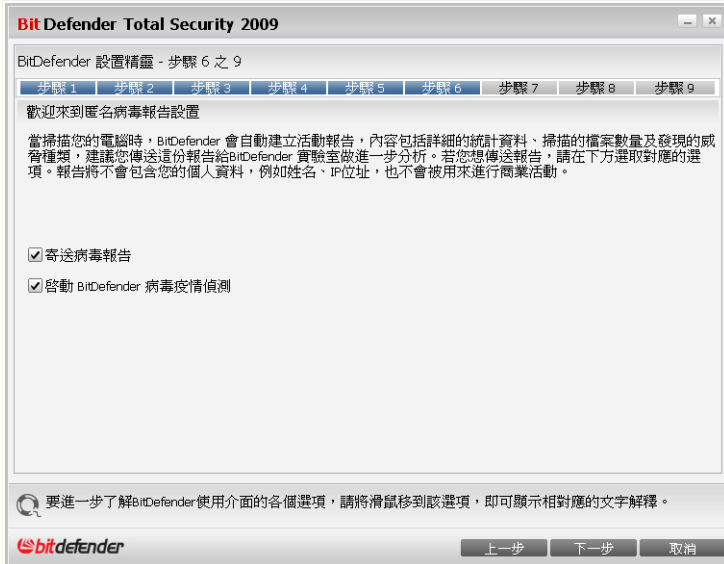 BitDefender Total Security 2009
BitDefender 設置精靈 - 步驟 6 之 9
步驟 1 步驟 2 步驟 3 步驟 4 步驟 5 步驟 6 步驟 7 步驟 8 步驟 9
歡迎來到匿名病毒報告設置
當掃描您的電腦時，BitDefender 會自動建立活動報告，內容包括詳細的統計資料、掃描的檔案數量及發現的威
脅種類，建議您傳送這份報告給BitDefender 實驗室做進一步分析。若您想傳送報告，請在下方選取對應的選
項。報告將不會包含您的個人資料，例如姓名、IP位址，也不會被用來進行商業活動。
寄送病毒報告
啓動 BitDefender 病毒疫情偵測
要進一步了解BitDefender使用介面的各個選項，請將滑鼠移到該選項，即可顯示相對應的文字解釋。
bitdefender
上一步 下一步 取消